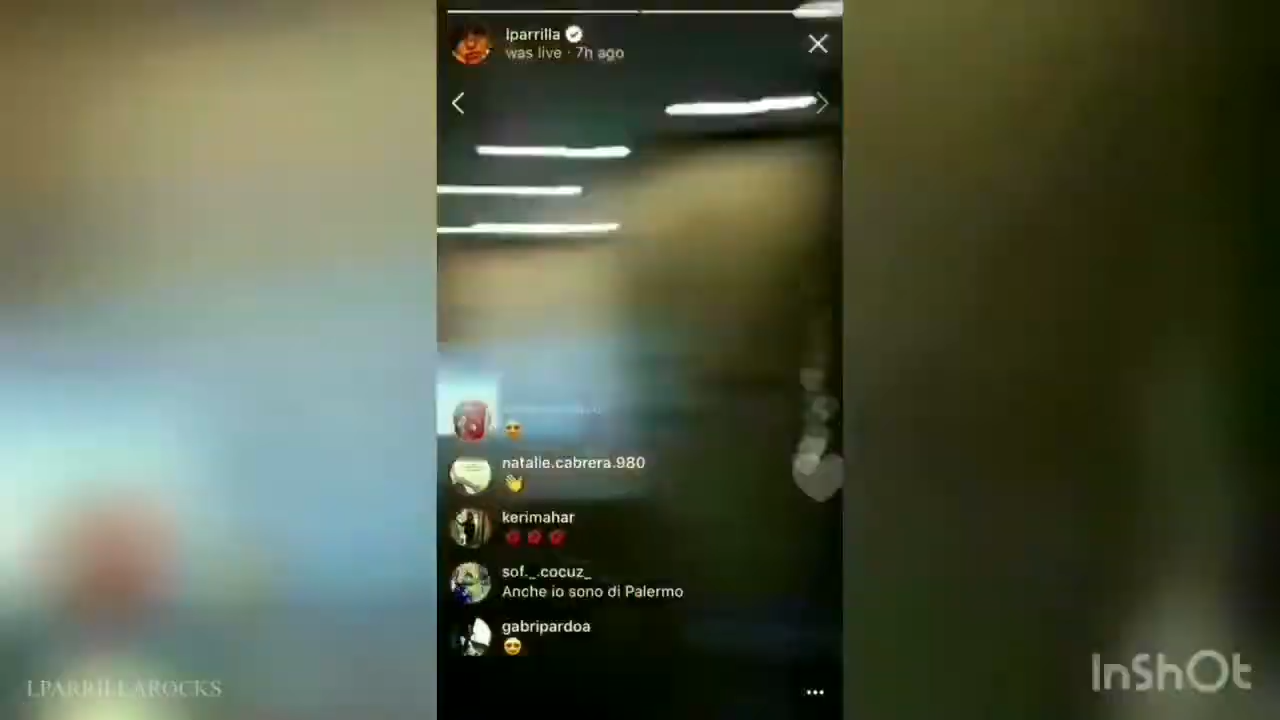 lparrilla
was live · 7h ago
natalie.cabrera.980
kerimahar
sof._.cocuz_
Anche io sono di Palermo
gabripardoa
LPARRILLAROCKS
InShOt